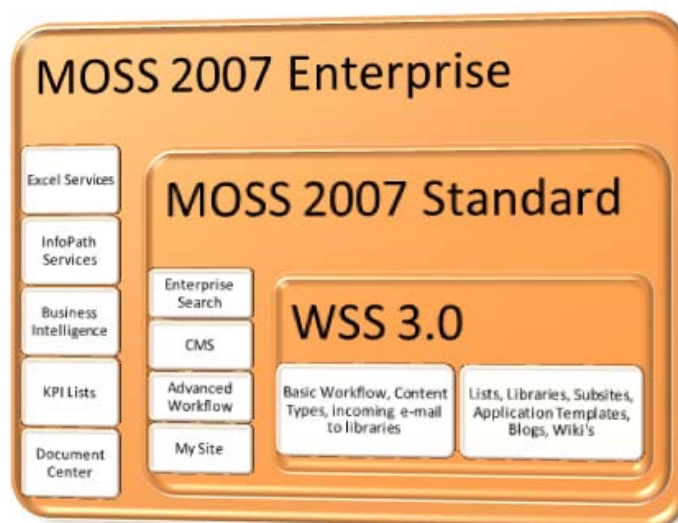 MOSS 2007 Enterprise
Excel Services
InfoPath
Services
Business
Intelligence
KPI Lists
Document
Center
MOSS 2007 Standard
Enterprise
Search
CMS
Advanced
Workflow
My Site
WSS 3.0
Basic Workflow, Content
Types, incoming e-mail
to libraries
Lists, Libraries, Subsites,
Application Templates,
Blogs, Wiki's